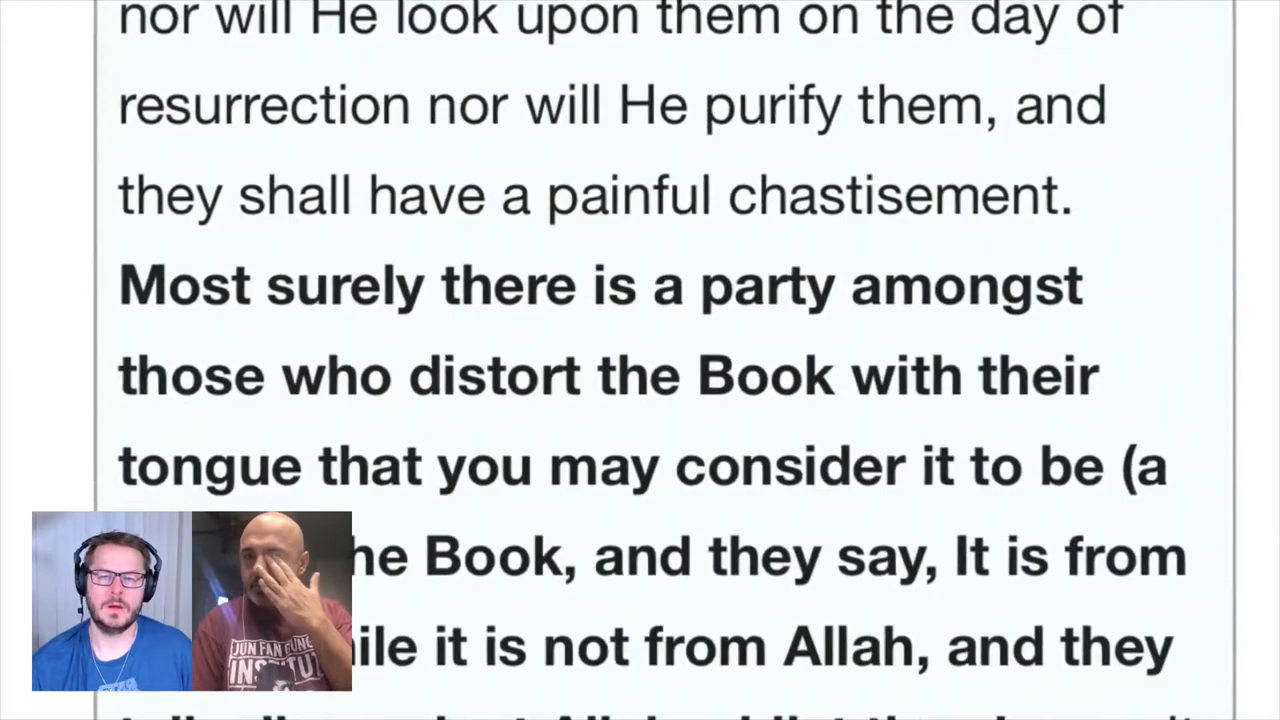 nor will He look upon them on the day of
resurrection nor will He purify them, and
they shall have a painful chastisement.
Most surely there is a party amongst
those who distort the Book with their
tongue that you may consider it to be (a
he Book, and they say, It is from
ile it is not from Allah, and they
JUN FAN GUNG